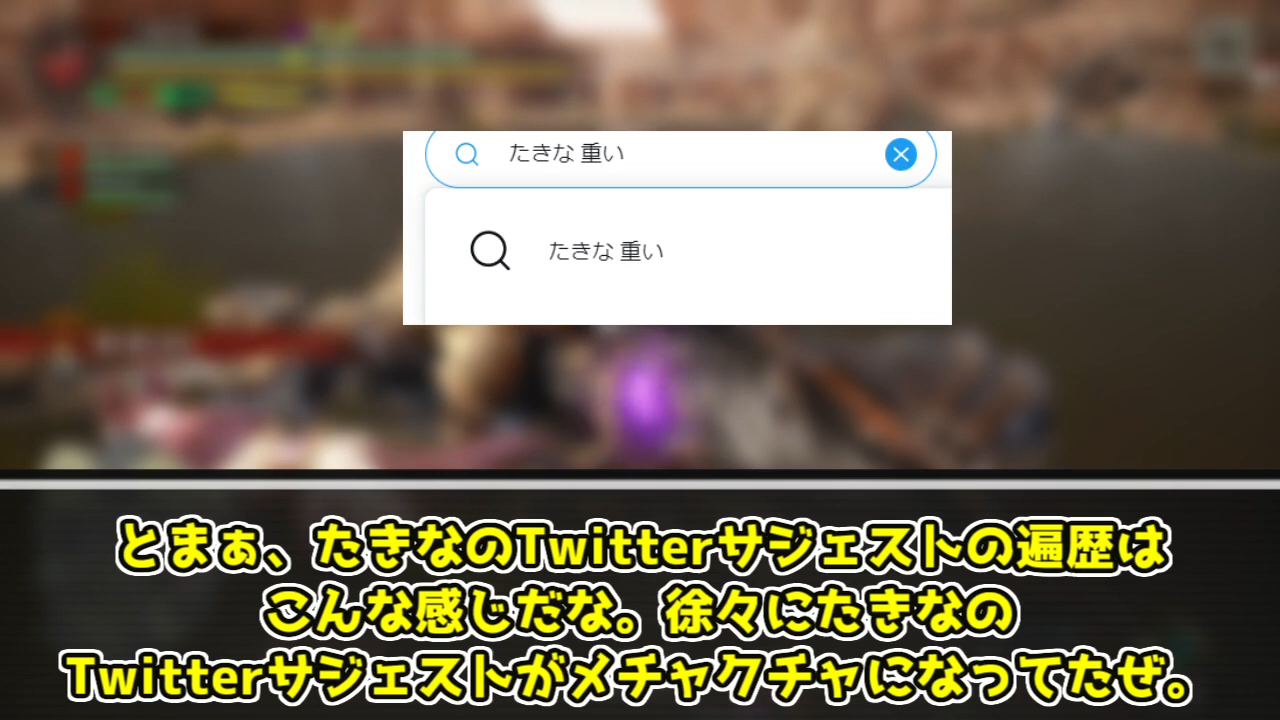 たきな 重い
たきな 重い
とまぁ、たきなのTwitterサジェストの遍歴は
こんな感じだな。徐々にたきなの
Twitterサジェストがメチャクチャになってたぜ。